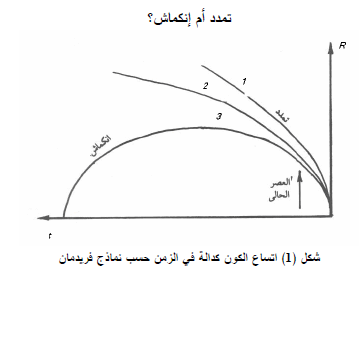 تمدد أم إنكماش؟
R
1
2
3
تمدد
انكماش
العصر
الحالى
t
شكل (1) اتساع الكون كدالة في الزمن حسب نماذج فريدمان